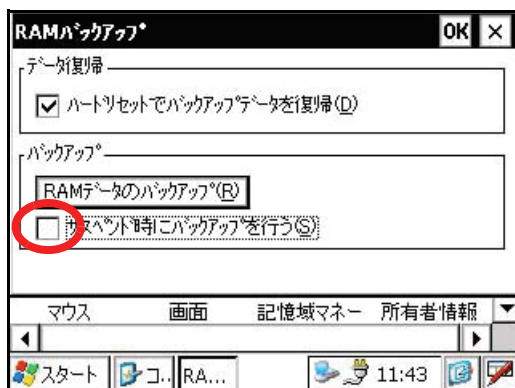 RAMﾊﾞｯｸｱｯﾌﾟ OK ×
ﾃﾞｰﾀ復帰
ハードリセットでバックアップデータを復帰(D)
ﾊﾞｯｸｱｯﾌﾟ
RAMﾃﾞｰﾀのﾊﾞｯｸｱｯﾌﾟ(R)
ｻｽﾍﾟﾝﾄﾞ時にﾊﾞｯｸｱｯﾌﾟを行う(S)
マウス 画面 記憶域マネー 所有者情報
スタート コ.. RA... 11:43